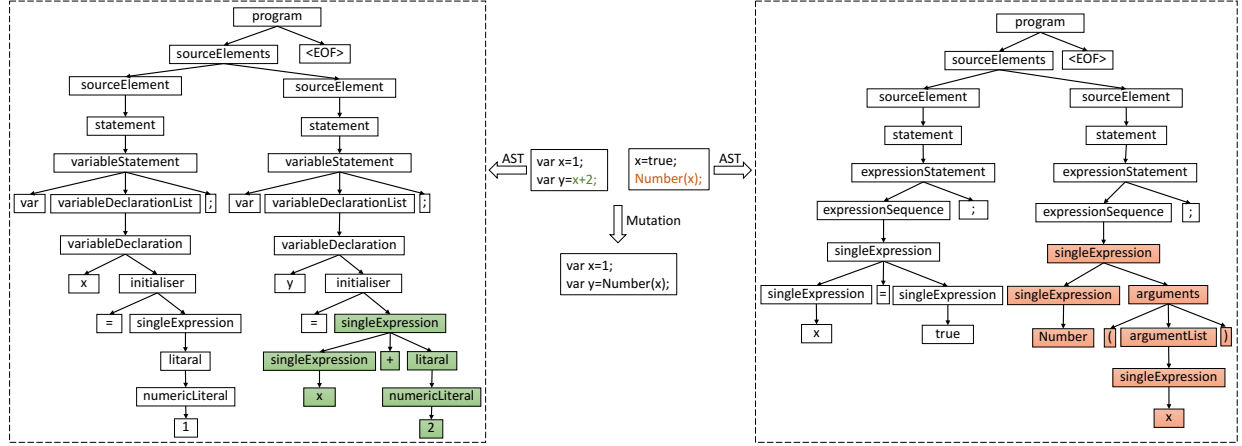 program
sourceElements <EOF>
sourceElement sourceElement
statement statement
variableStatement variableStatement
var variableDeclarationList ; var variableDeclarationList ;
variableDeclaration variableDeclaration
x initialiser y initialiser
= singleExpression = singleExpression
litaral singleExpression + litaral
numericLiteral x numericLiteral
1 2
AST
var x=1;
var y=x+2;
x=true;
Number(x);
AST
Mutation
var x=1;
var y=Number(x);
program
sourceElements <EOF>
sourceElement sourceElement
statement statement
expressionStatement expressionStatement
expressionSequence ; expressionSequence ;
singleExpression singleExpression
singleExpression = singleExpression singleExpression arguments
x true Number ( argumentList )
singleExpression
x